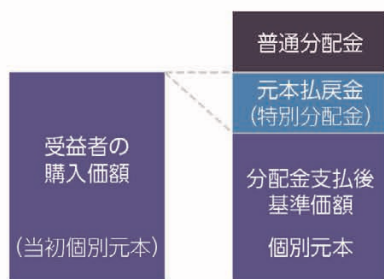 普通分配金
元本払戻金
(特別分配金)
受益者の
購入価額
(当初個別元本)
分配金支払後
基準価額
個別元本